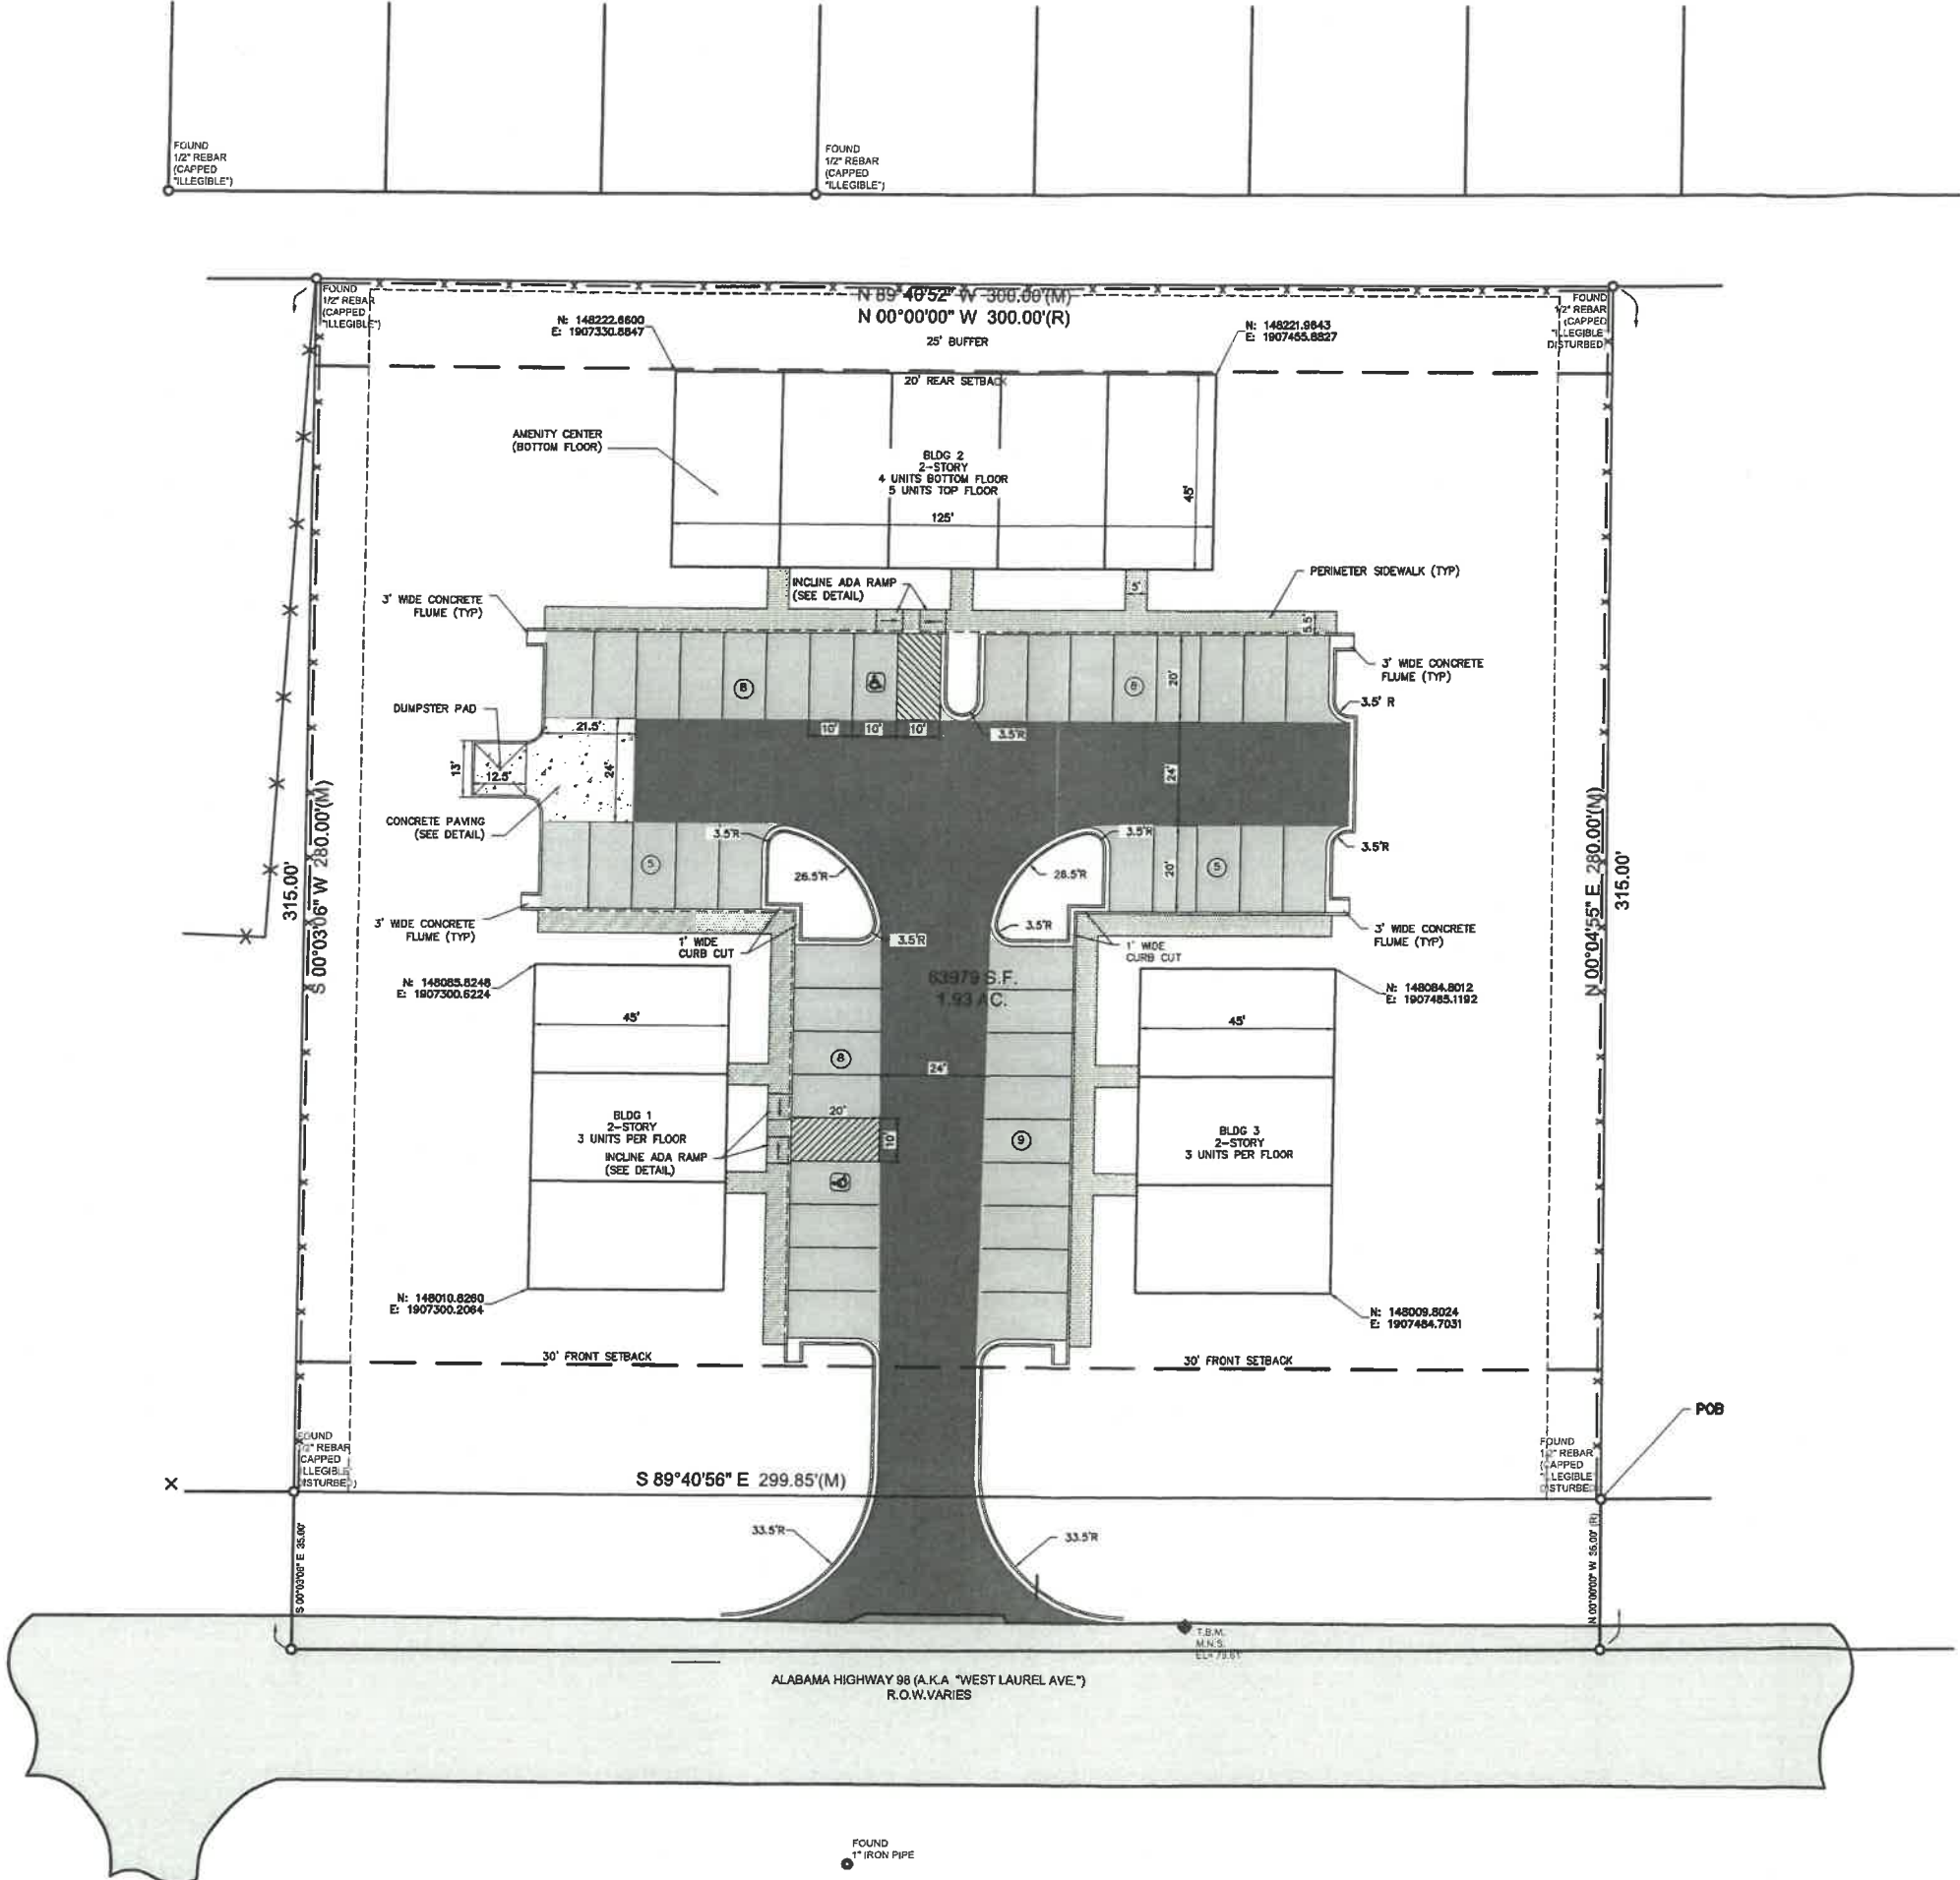 FOUND
1/2" REBAR
(CAPPED
"ILLEGIBLE")
FOUND
1/2" REBAR
(CAPPED
"ILLEGIBLE")
FOUND
1/2" REBAR
(CAPPED
"ILLEGIBLE")
N 89°40'52" W 300.00'(M)
N 00°00'00" W 300.00'(R)
25' BUFFER
FOUND
1/2" REBAR
(CAPPED
"ILLEGIBLE
DISTURBED)
N: 148222.6600
E: 1907330.8847
N: 148221.9643
E: 1907455.8827
20' REAR SETBACK
AMENITY CENTER
(BOTTOM FLOOR)
BLDG 2
2-STORY
4 UNITS BOTTOM FLOOR
5 UNITS TOP FLOOR
45'
125'
INCLINE ADA RAMP
(SEE DETAIL)
5'
PERIMETER SIDEWALK (TYP)
3' WIDE CONCRETE
FLUME (TYP)
5.5'
3' WIDE CONCRETE
FLUME (TYP)
8
8
20'
3.5' R
DUMPSTER PAD
21.5'
10'
10'
10'
3.5'R
13'
12.5'
24'
24'
CONCRETE PAVING
(SEE DETAIL)
3.5'R
3.5'R
3.5'R
5
26.5'R
26.5'R
20'
5
3' WIDE CONCRETE
FLUME (TYP)
1' WIDE
CURB CUT
3.5'R
3.5'R
1' WIDE
CURB CUT
3' WIDE CONCRETE
FLUME (TYP)
315.00'
S 00°03'06" W 280.00'(M)
N 00°04'55" E 280.00'(M)
315.00'
N: 148085.8248
E: 1907300.6224
83979 S.F.
1.93 AC.
N: 148084.8012
E: 1907485.1192
45'
45'
8
24'
BLDG 1
2-STORY
3 UNITS PER FLOOR
20'
10'
9
BLDG 3
2-STORY
3 UNITS PER FLOOR
INCLINE ADA RAMP
(SEE DETAIL)
N: 148010.8260
E: 1907300.2064
N: 148009.8024
E: 1907484.7031
30' FRONT SETBACK
30' FRONT SETBACK
POB
FOUND
1/2" REBAR
(CAPPED
ILLEGIBLE
DISTURBED)
FOUND
1/2" REBAR
(CAPPED
"ILLEGIBLE
DISTURBED
S 89°40'56" E 299.85'(M)
S 00°03'06" E 35.00'
33.5'R
33.5'R
N 00°00'00" W 35.00' (R)
T.B.M.
M.N.S.
ALABAMA HIGHWAY 98 (A.K.A "WEST LAUREL AVE.")
R.O.W.VARIES
FOUND
1" IRON PIPE